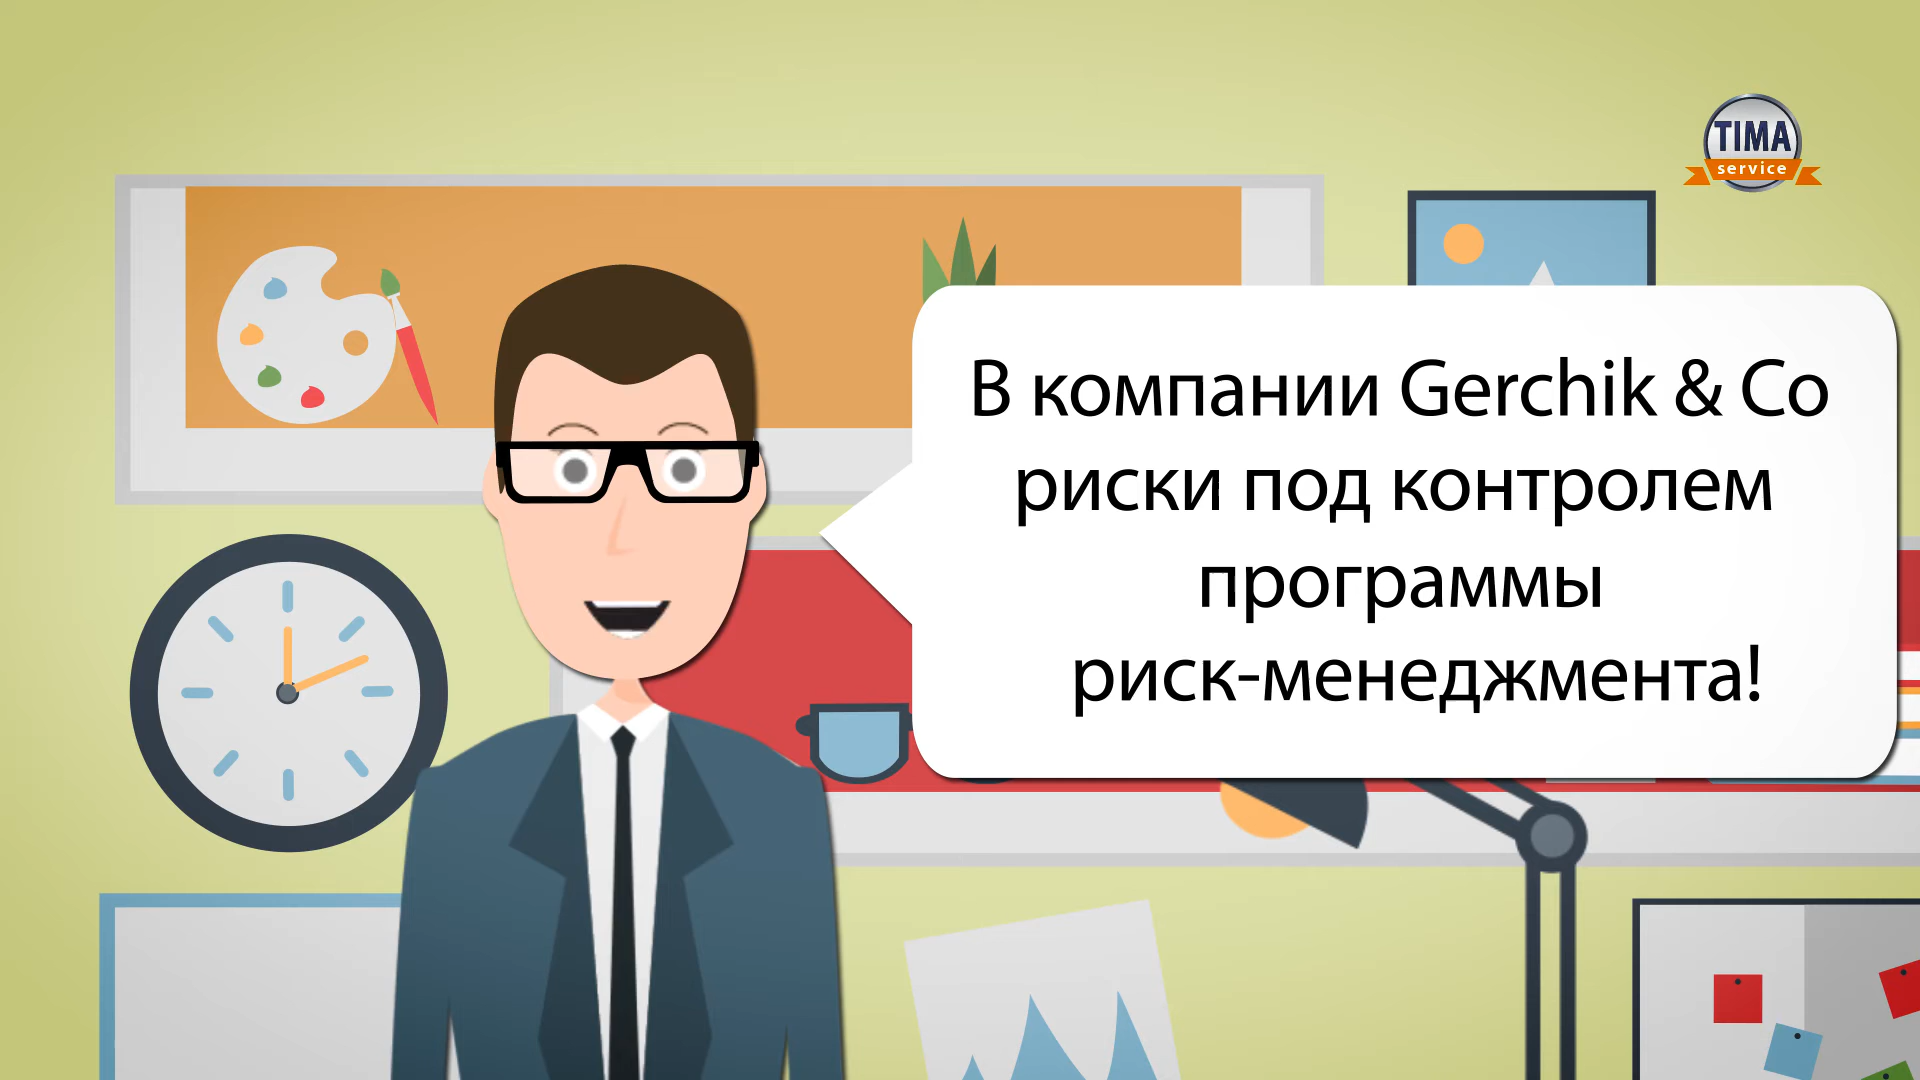 TIMA
service
В компании Gerchik & Co
риски под контролем
программы
риск-менеджмента!